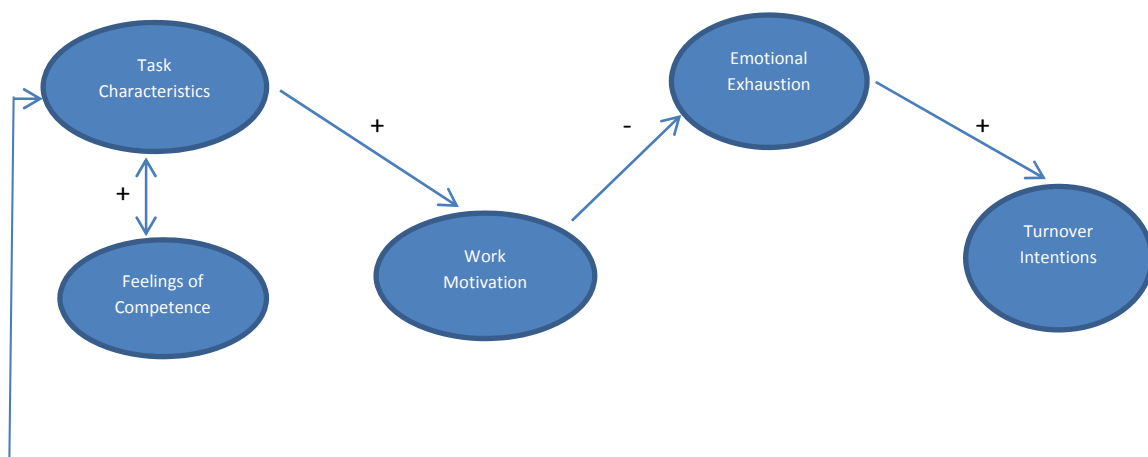 Task
Characteristics
+
Feelings of
Competence
+
Work
Motivation
-
Emotional
Exhaustion
+
Turnover
Intentions